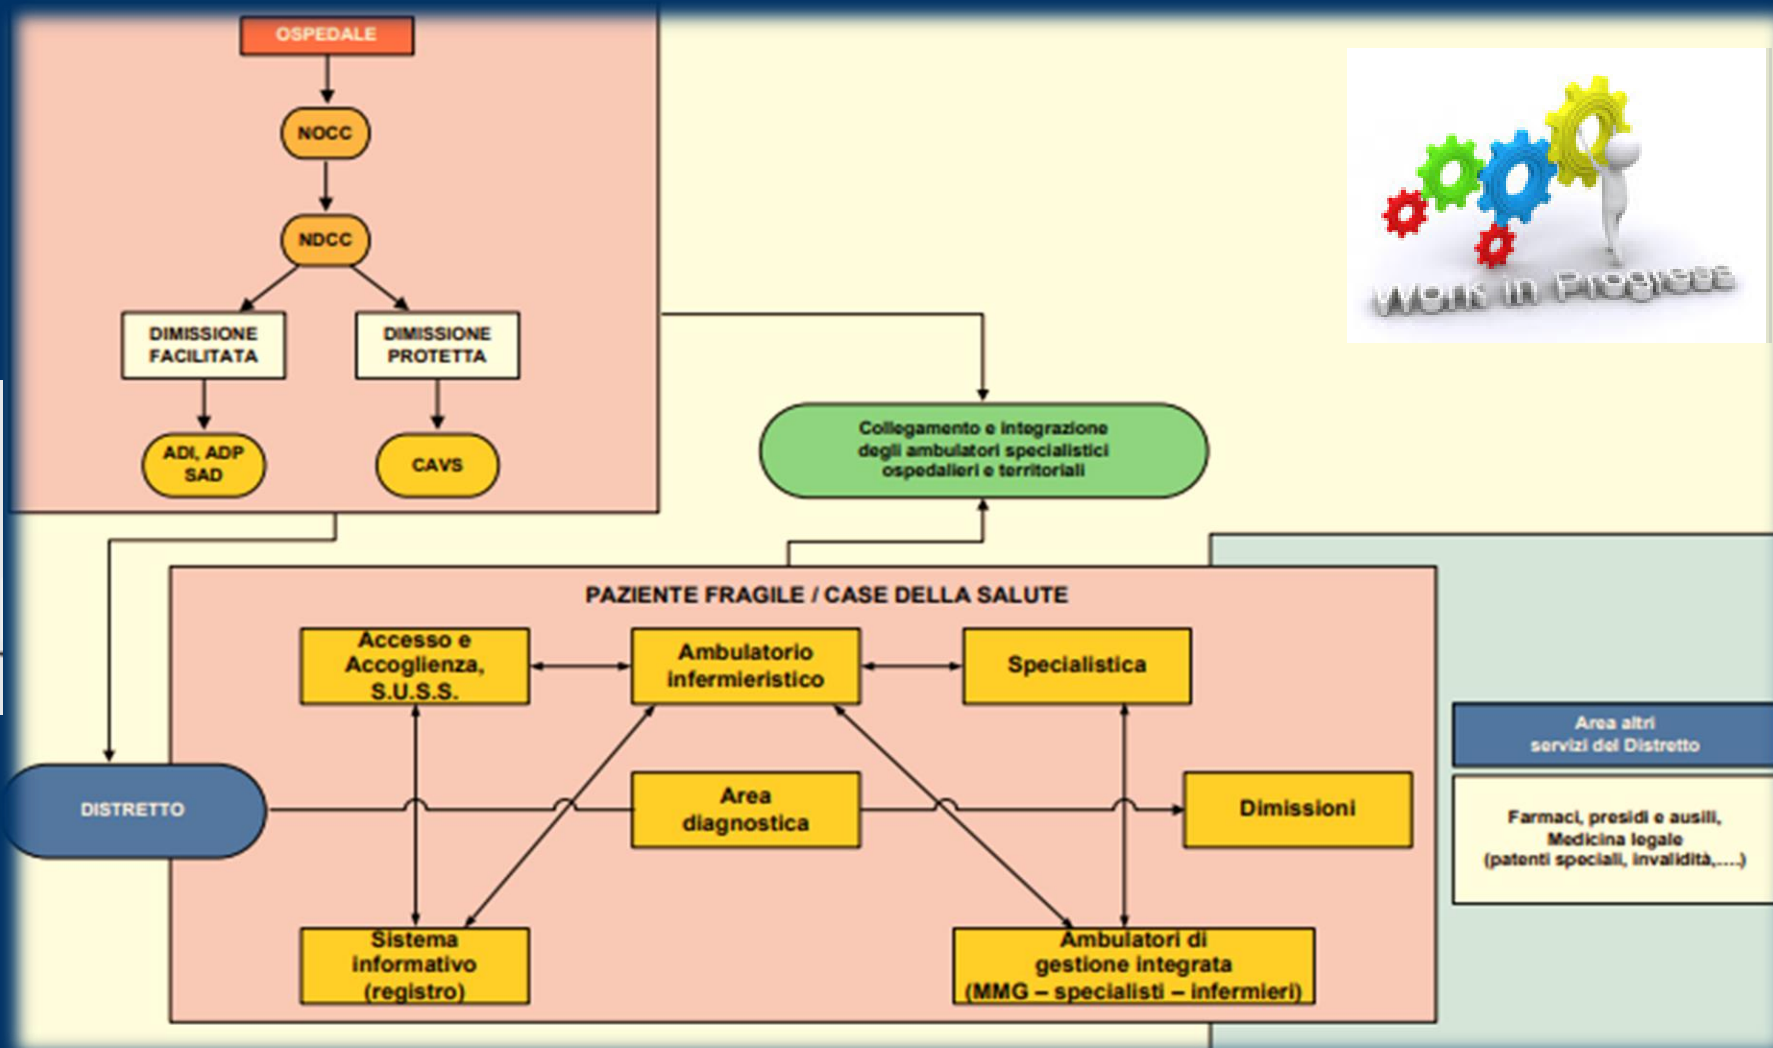 OSPEDALE
NOCC
NDCC
DIMISSIONE
FACILITATA
DIMISSIONE
PROTETTA
ADI, ADP
SAD
CAVS
Work in Progress
Collegamento e integrazione
degli ambulatori specialistici
ospedalieri e territoriali
PAZIENTE FRAGILE / CASE DELLA SALUTE
Accesso e
Accoglienza,
S.U.S.S.
Ambulatorio
infermieristico
Specialistica
DISTRETTO
Area
diagnostica
Dimissioni
Sistema
informativo
(registro)
Ambulatori di
gestione integrata
(MMG – specialisti – infermieri)
Area altri
servizi del Distretto
Farmaci, presidi e ausili,
Medicina legale
(patenti speciali, invalidità,....)